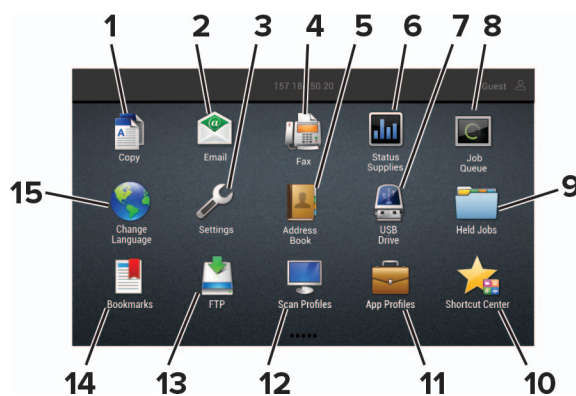 1 2 3 4 5 6 7 8
157.18 50.20 Guest
Copy Email Fax Status Supplies Job Queue
15 9
Change Language Settings Address Book USB Drive Held Jobs
Bookmarks FTP Scan Profiles App Profiles Shortcut Center
14 13 12 11 10